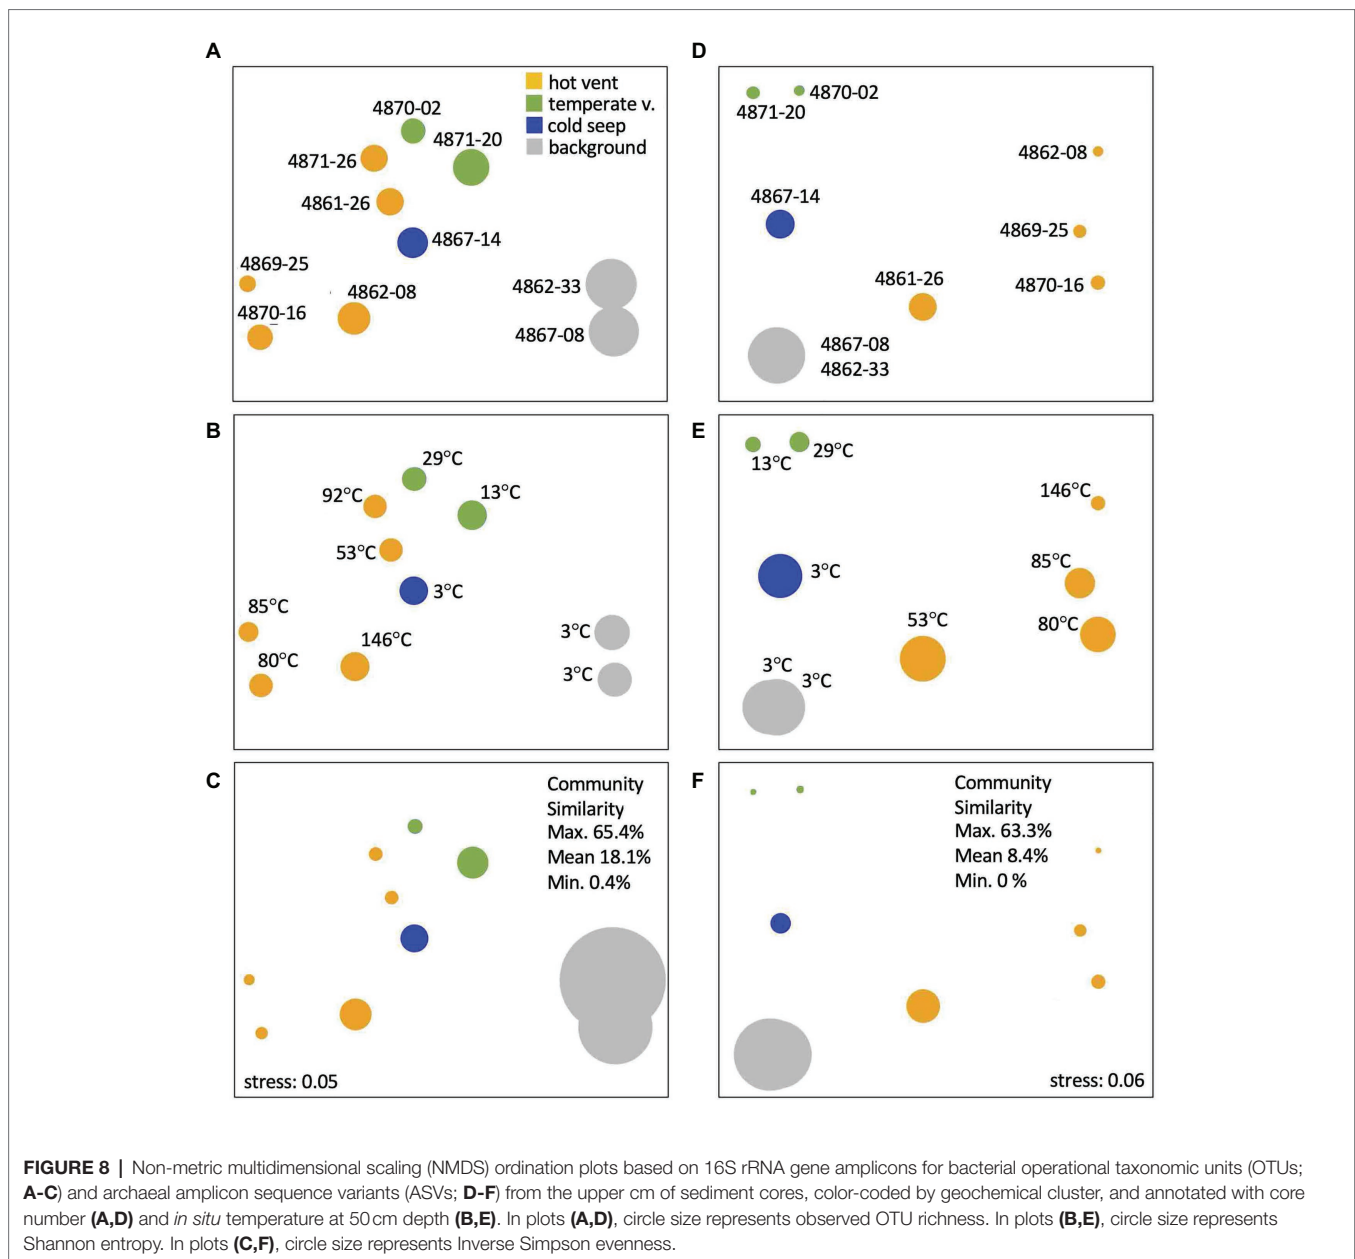 A
hot vent
temperate v.
cold seep
background
4870-02
4871-20
4871-26
4861-26
4867-14
4869-25
4862-08
4870-16
4862-33
4867-08
D
4870-02
4871-20
4862-08
4867-14
4869-25
4861-26
4870-16
4867-08
4862-33
B
29°C
92°C
13°C
53°C
3°C
85°C
146°C
80°C
3°C
3°C
E
13°C
29°C
146°C
3°C
85°C
53°C
80°C
3°C
3°C
C
Community
Similarity
Max. 65.4%
Mean 18.1%
Min. 0.4%
stress: 0.05
F
Community
Similarity
Max. 63.3%
Mean 8.4%
Min. 0 %
stress: 0.06
FIGURE 8 | Non-metric multidimensional scaling (NMDS) ordination plots based on 16S rRNA gene amplicons for bacterial operational taxonomic units (OTUs;
A-C) and archaeal amplicon sequence variants (ASVs; D-F) from the upper cm of sediment cores, color-coded by geochemical cluster, and annotated with core
number (A,D) and in situ temperature at 50 cm depth (B,E). In plots (A,D), circle size represents observed OTU richness. In plots (B,E), circle size represents
Shannon entropy. In plots (C,F), circle size represents Inverse Simpson evenness.